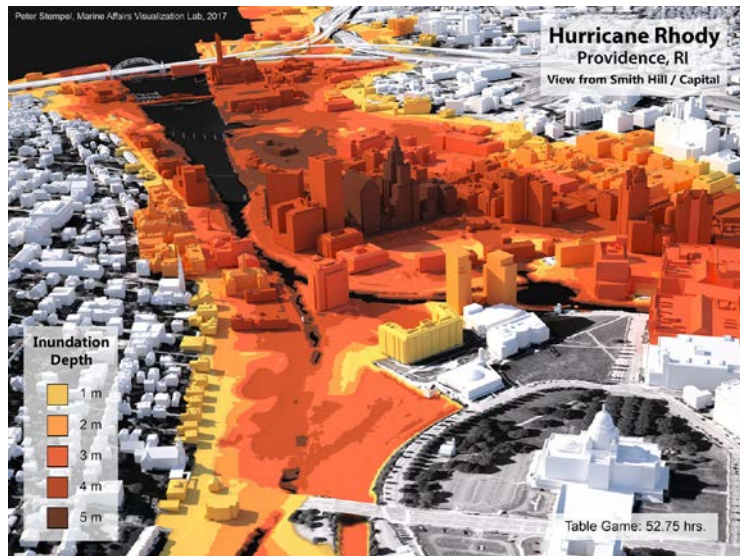 Peter Stempel, Marine Affairs Visualization Lab, 2017
Hurricane Rhody
Providence, RI
View from Smith Hill / Capital
Inundation
Depth
1 m
2 m
3 m
4 m
5 m
Table Game: 52.75 hrs.